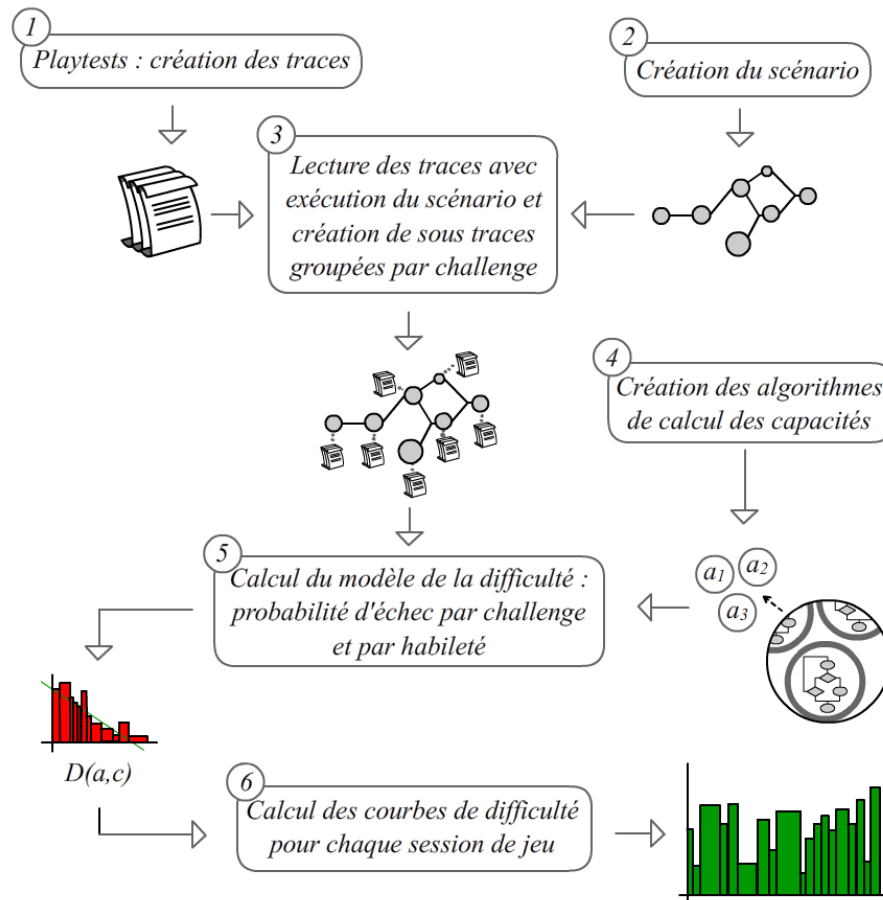 1
Playtests : création des traces
2
Création du scénario
3
Lecture des traces avec
exécution du scénario et
création de sous traces
groupées par challenge
4
Création des algorithmes
de calcul des capacités
5
Calcul du modèle de la difficulté :
probabilité d'échec par challenge
et par habileté
a1
a2
a3
D(a,c)
6
Calcul des courbes de difficulté
pour chaque session de jeu